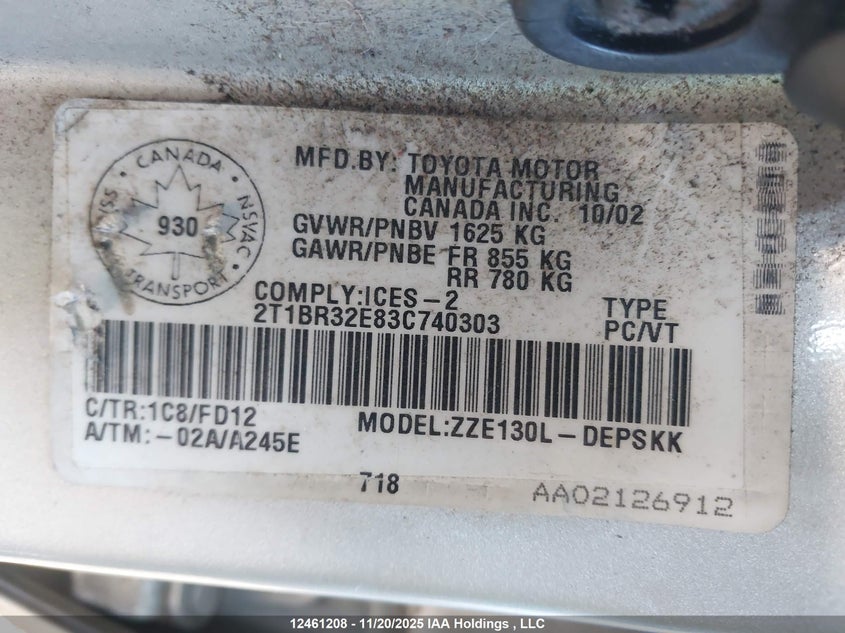 CANADA
NSVAC
TRANSPORT
930
MFD.BY: TOYOTA MOTOR
MANUFACTURING
CANADA INC. 10/02
GVWR/PNBV 1625 KG
GAWR/PNBE FR 855 KG
RR 780 KG
COMPLY:ICES-2
2T1BR32E83C740303
TYPE
PC/VT
C/TR:1C8/FD12
A/TM:-02A/A245E
MODEL:ZZE130L-DEPSKK
718
AA02126912
12461208 - 11/20/2025 IAA Holdings , LLC